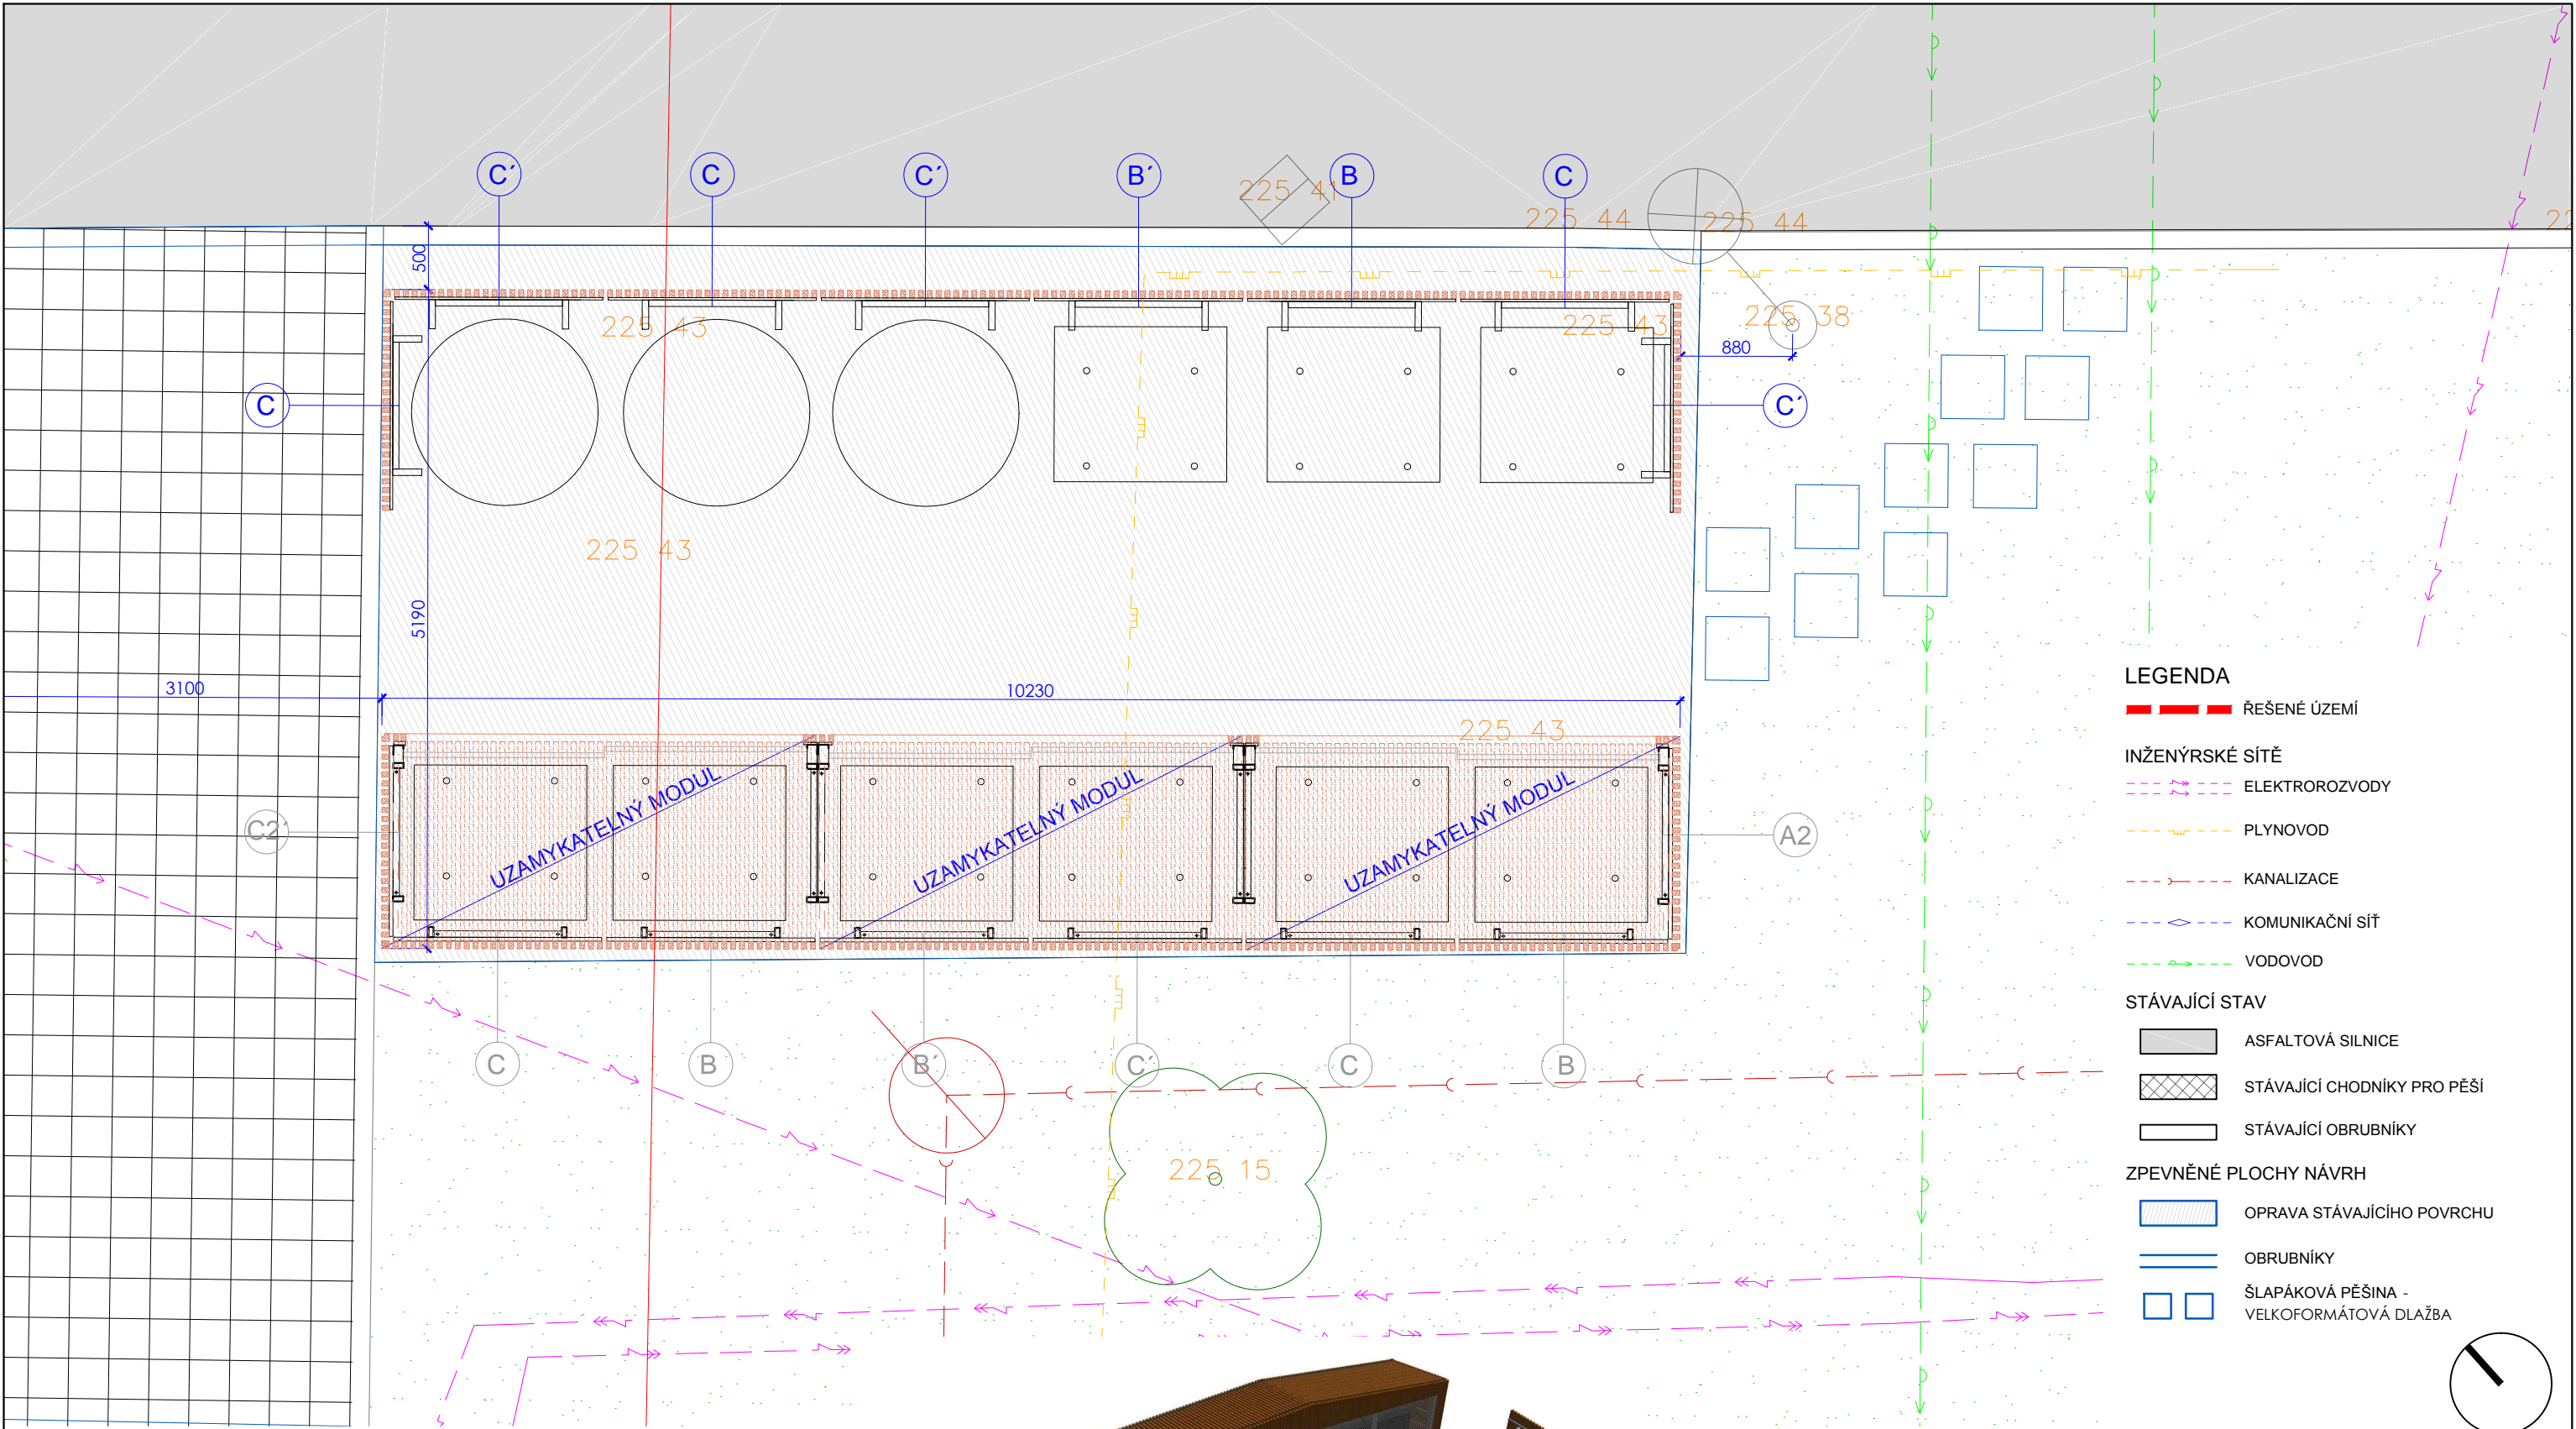 C´ C C´ B´ B C
225 41
225 44 225 44 22
500
225 43 225 43 225 38
880
C C´
225 43
5190
3100 10230
225 43
UZAMYKATELNÝ MODUL UZAMYKATELNÝ MODUL UZAMYKATELNÝ MODUL
C2´ A2
C B B´ C´ C B
225 15
LEGENDA
ŘEŠENÉ ÚZEMÍ
INŽENÝRSKÉ SÍTĚ
ELEKTROROZVODY
PLYNOVOD
KANALIZACE
KOMUNIKAČNÍ SÍŤ
VODOVOD
STÁVAJÍCÍ STAV
ASFALTOVÁ SILNICE
STÁVAJÍCÍ CHODNÍKY PRO PĚŠÍ
STÁVAJÍCÍ OBRUBNÍKY
ZPEVNĚNÉ PLOCHY NÁVRH
OPRAVA STÁVAJÍCÍHO POVRCHU
OBRUBNÍKY
ŠLAPÁKOVÁ PĚŠINA -
VELKOFORMÁTOVÁ DLAŽBA